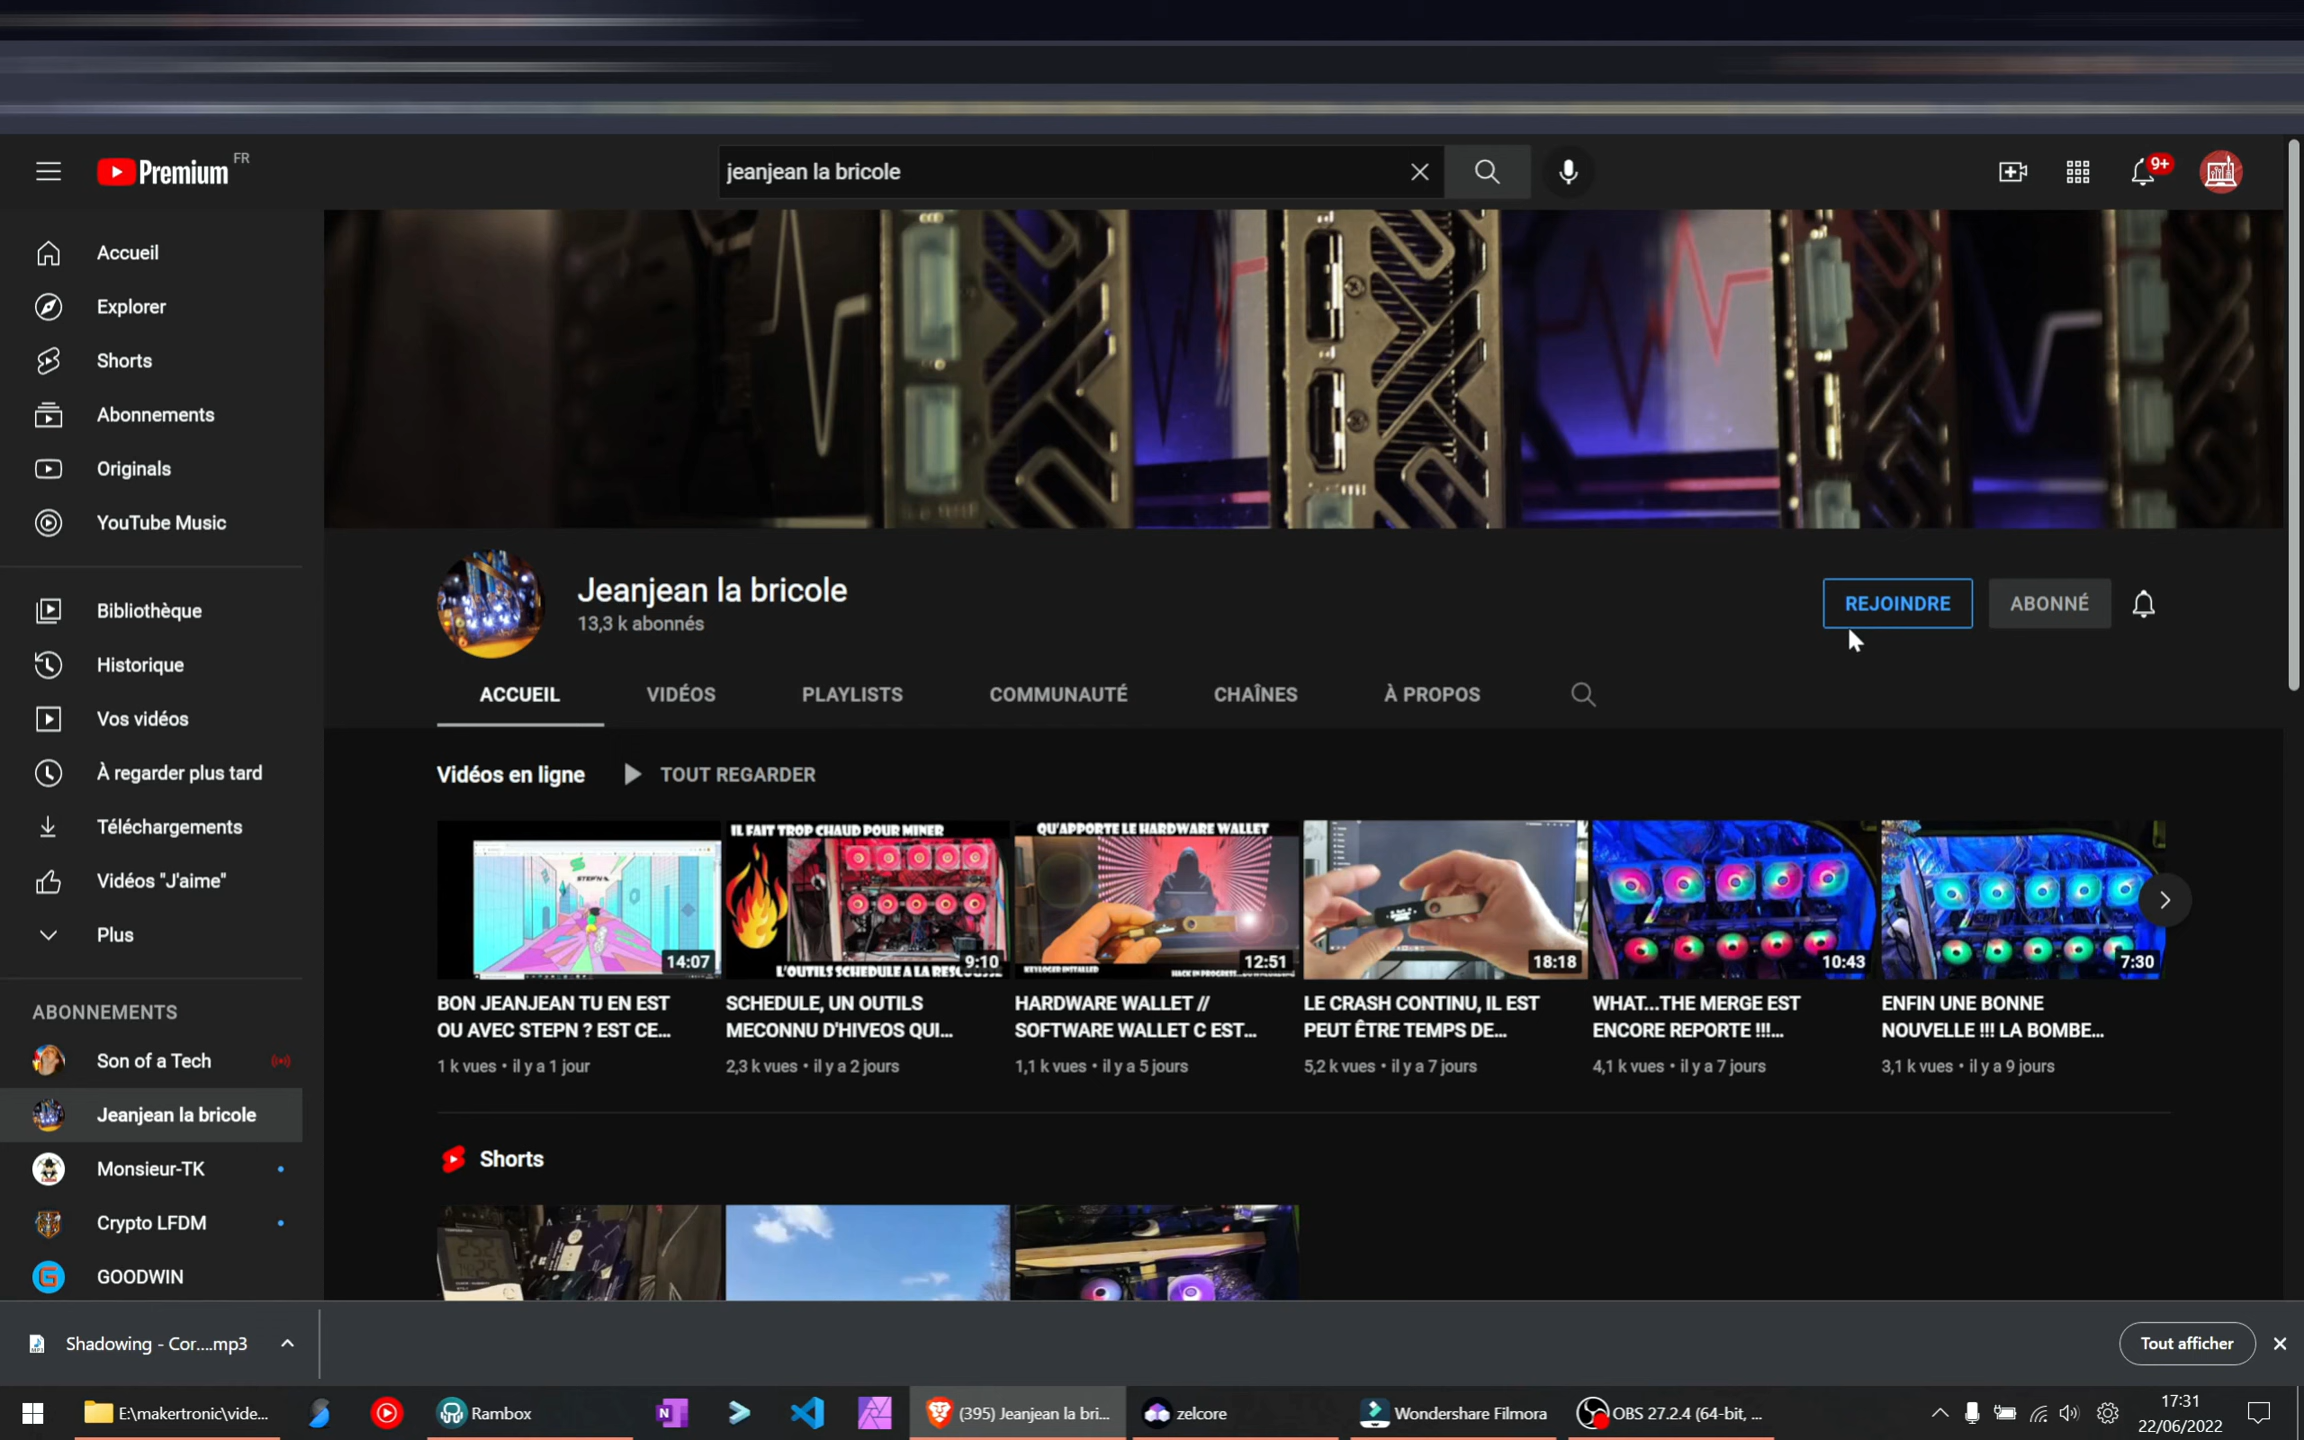 Premium FR
jeanjean la bricole
9+
Accueil
Explorer
Shorts
Abonnements
Originals
YouTube Music
Bibliothèque
Historique
Vos vidéos
À regarder plus tard
Téléchargements
Vidéos "J'aime"
Plus
ABONNEMENTS
Son of a Tech
Jeanjean la bricole
Monsieur-TK
Crypto LFDM
GOODWIN
Jeanjean la bricole
13,3 k abonnés
REJOINDRE
ABONNÉ
ACCUEIL VIDÉOS PLAYLISTS COMMUNAUTÉ CHAÎNES À PROPOS
Vidéos en ligne TOUT REGARDER
STEPN
14:07
BON JEANJEAN TU EN EST
OU AVEC STEPN ? EST CE...
1 k vues • il y a 1 jour
IL FAIT TROP CHAUD POUR MINER
L'OUTILS SCHEDULE A LA RESCOUSSE
9:10
SCHEDULE, UN OUTILS
MECONNU D'HIVEOS QUI...
2,3 k vues • il y a 2 jours
QU'APPORTE LE HARDWARE WALLET
KEYLOGER INSTALLED
12:51
HARDWARE WALLET //
SOFTWARE WALLET C EST...
1,1 k vues • il y a 5 jours
18:18
LE CRASH CONTINU, IL EST
PEUT ÊTRE TEMPS DE...
5,2 k vues • il y a 7 jours
10:43
WHAT...THE MERGE EST
ENCORE REPORTE !!!...
4,1 k vues • il y a 7 jours
7:30
ENFIN UNE BONNE
NOUVELLE !!! LA BOMBE...
3,1 k vues • il y a 9 jours
Shorts
Shadowing - Cor....mp3
Tout afficher
E:\makertronic\vide...
Rambox
(395) Jeanjean la bri...
zelcore
Wondershare Filmora
OBS 27.2.4 (64-bit, ...
17:31
22/06/2022